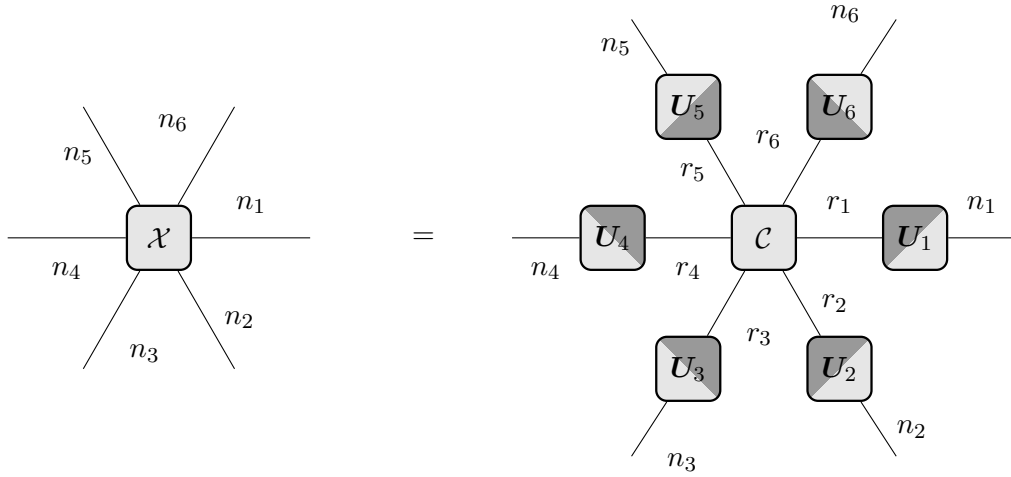 n₅ n₆
n₁
𝒳
n₄
n₂
n₃
=
n₅ n₆
U₅ U₆
r₅ r₆
r₁ n₁
U₄ 𝒞 U₁
n₄ r₄
r₂
r₃
U₃ U₂
n₃ n₂